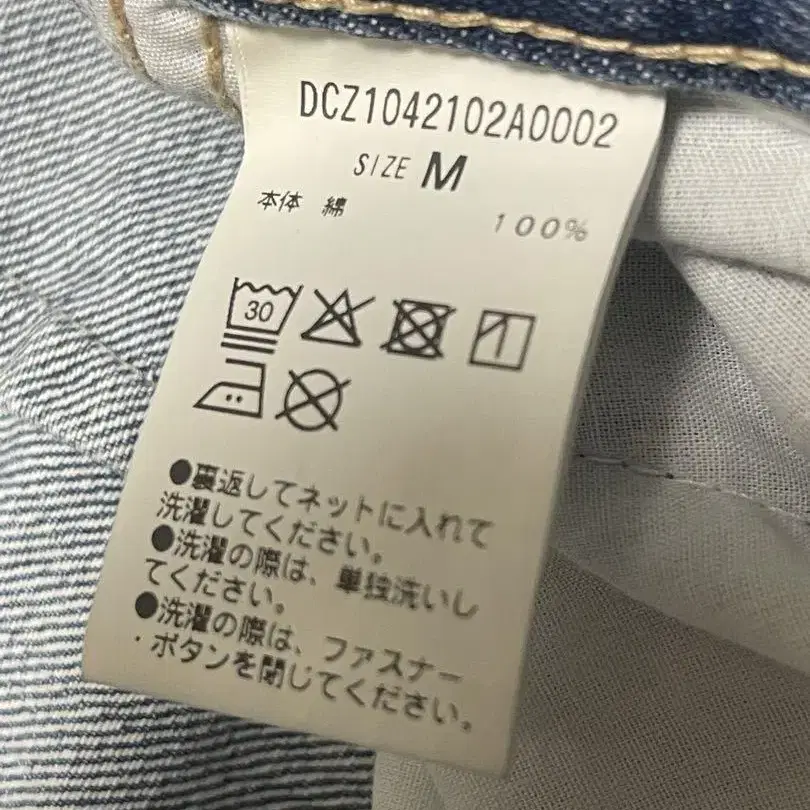 DCZ1042102A0002
SIZE M
本体 綿 100%
30
●裏返してネットに入れて
洗濯してください。
●洗濯の際は、単独洗いし
てください。
●洗濯の際は、ファスナー
・ボタンを閉じてください。